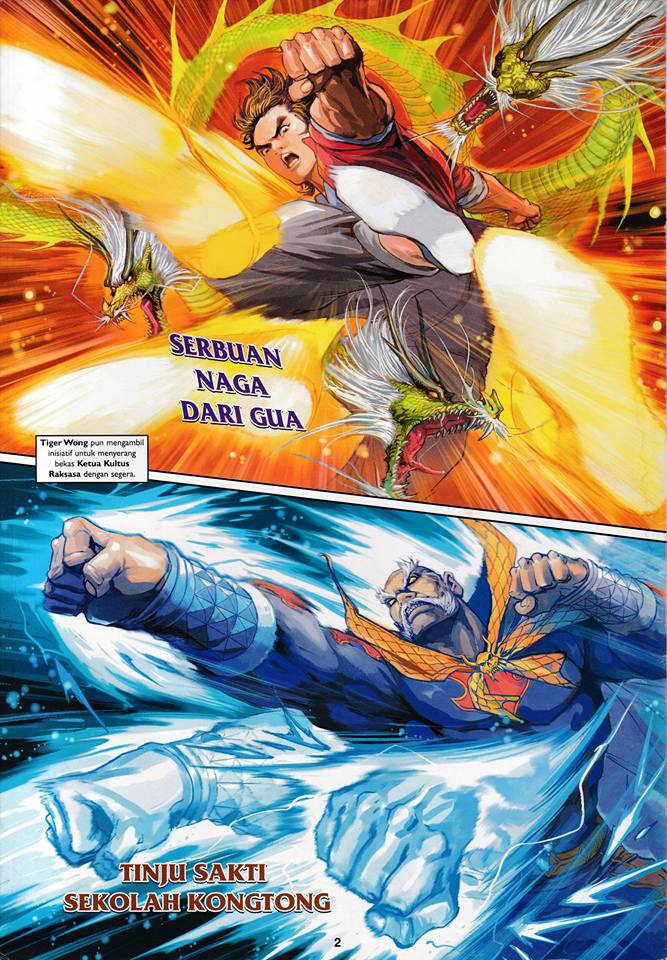 SERBUAN
NAGA
DARI GUA
Tiger Wong pun mengambil
inisiatif untuk menyerang
bekas Ketua Kultus
Raksasa dengan segera.
TINJU SAKTI
SEKOLAH KONGTONG
2